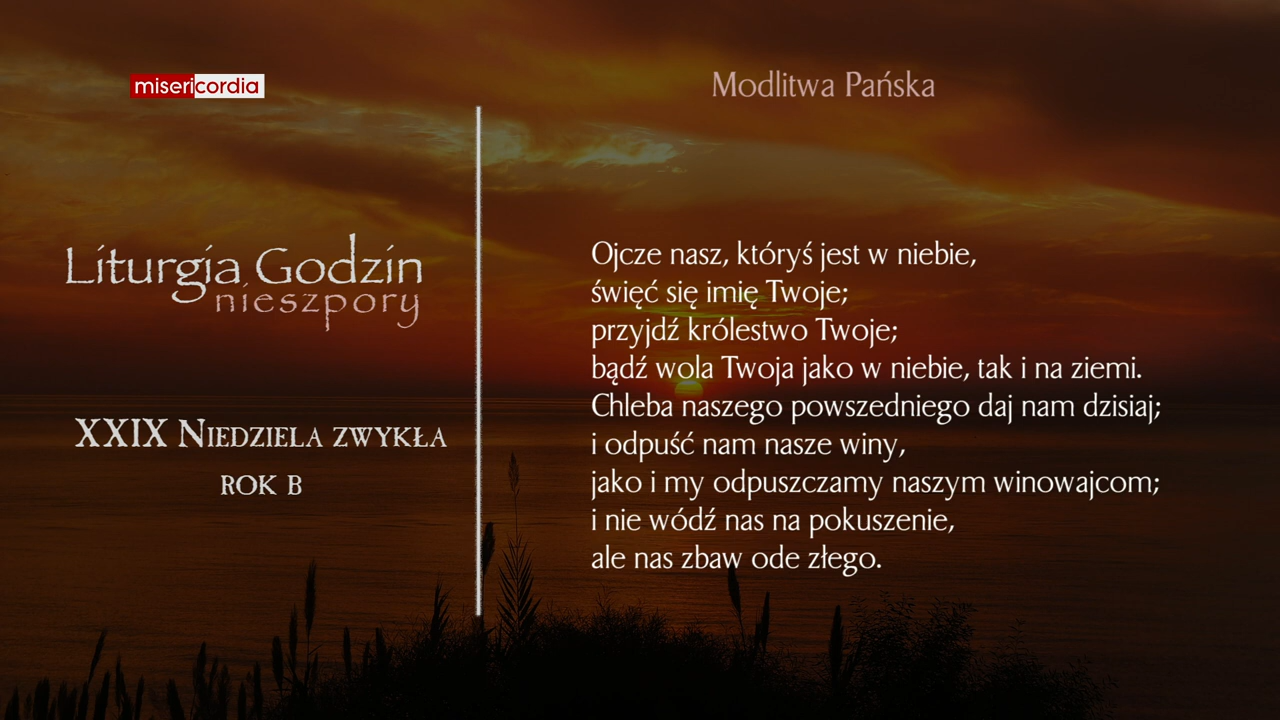 misericordia
Liturgia Godzin
nieszpory
XXIX Niedziela zwykła
rok B
Modlitwa Pańska
Ojcze nasz, któryś jest w niebie,
święć się imię Twoje;
przyjdź królestwo Twoje;
bądź wola Twoja jako w niebie, tak i na ziemi.
Chleba naszego powszedniego daj nam dzisiaj;
i odpuść nam nasze winy,
jako i my odpuszczamy naszym winowajcom;
i nie wódź nas na pokuszenie,
ale nas zbaw ode złego.